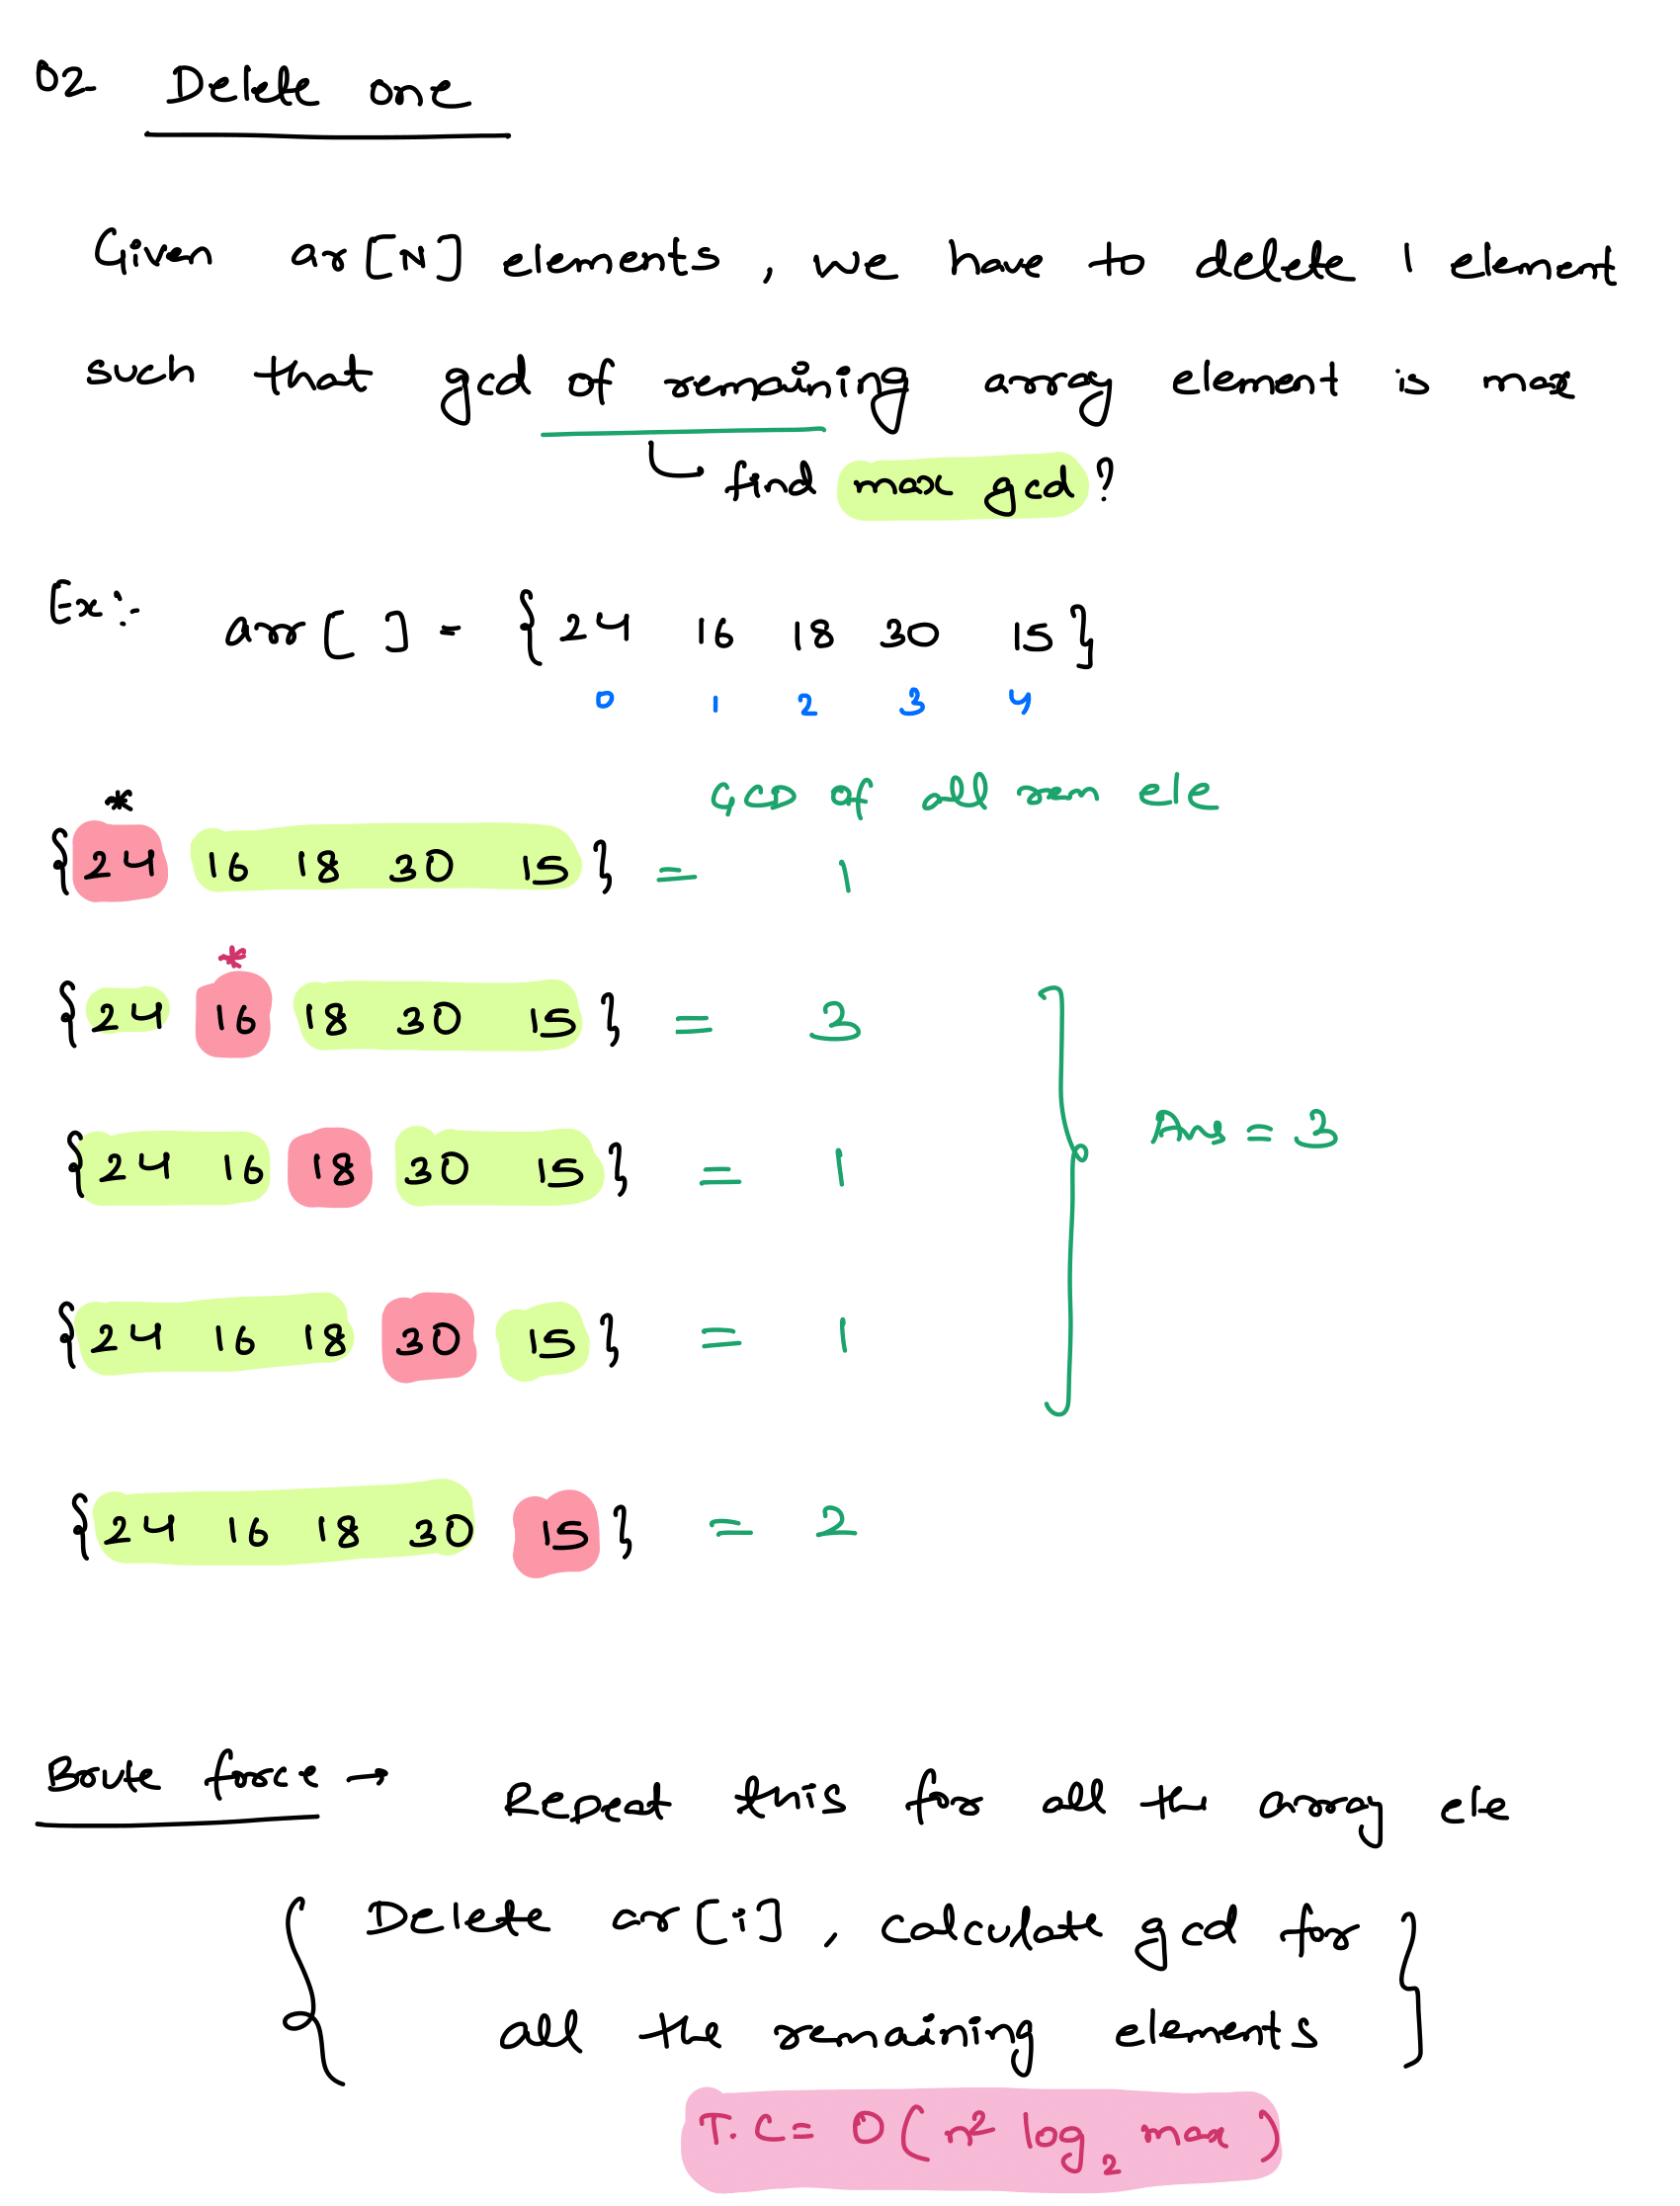 02 Delete one
Given ar[N] elements, we have to delete 1 element
such that gcd of remaining array element is max
find max gcd?
Ex:- arr[ ] = {24 16 18 30 15}
0 1 2 3 4
GCD of all rem ele
*
{24 16 18 30 15} = 1
*
{24 16 18 30 15} = 3
Ans = 3
{24 16 18 30 15} = 1
{24 16 18 30 15} = 1
{24 16 18 30 15} = 2
Brute force → Repeat this for all the array ele
{ Delete ar[i], calculate gcd for
all the remaining elements }
T.C = O(n² log₂ max)